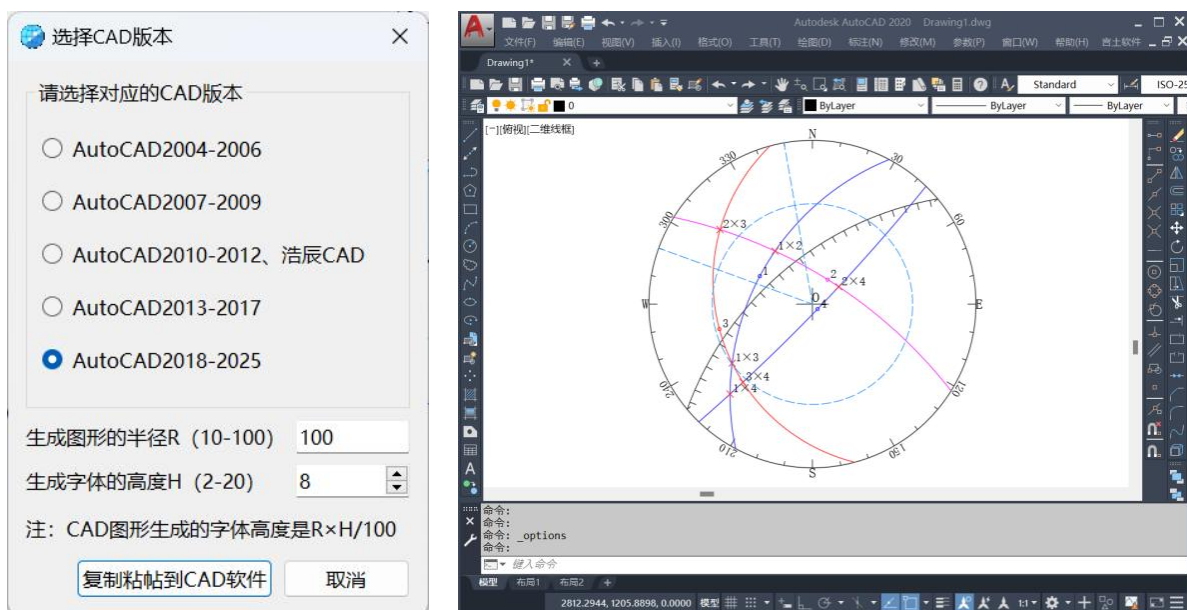 选择CAD版本
请选择对应的CAD版本
AutoCAD2004-2006
AutoCAD2007-2009
AutoCAD2010-2012、浩辰CAD
AutoCAD2013-2017
AutoCAD2018-2025
生成图形的半径R（10-100） 100
生成字体的高度H（2-20） 8
注：CAD图形生成的字体高度是R×H/100
复制粘帖到CAD软件 取消
Autodesk AutoCAD 2020 Drawing1.dwg
文件(F) 编辑(E) 视图(V) 插入(I) 格式(O) 工具(T) 绘图(D) 标注(N) 修改(M) 参数(P) 窗口(W) 帮助(H) 岩土软件
Drawing1*
Standard ISO-25
0 ByLayer ByLayer ByLayer
[-][俯视][二维线框]
N
330 30
300 60
2×3
1×2
1 2
2×4
W O E
4
3
1×3
3×4
1×4
240 120
210 150
S
命令:
命令:
命令: _options
命令:
键入命令
模型 布局1 布局2
2812.2944, 1205.8898, 0.0000 模型 1:1